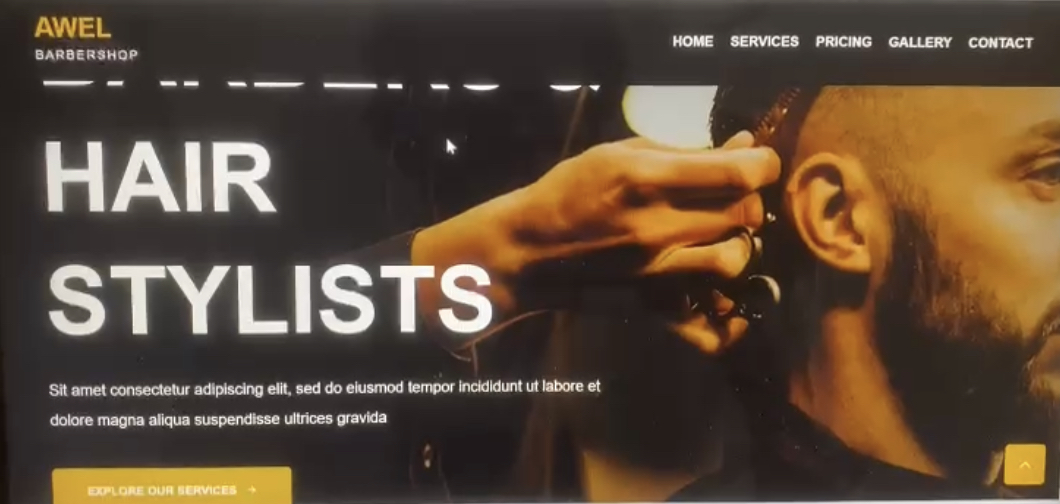 AWEL
BARBERSHOP
HOME SERVICES PRICING GALLERY CONTACT
HAIR
STYLISTS
Sit amet consectetur adipiscing elit, sed do eiusmod tempor incididunt ut labore et
dolore magna aliqua suspendisse ultrices gravida
EXPLORE OUR SERVICES →